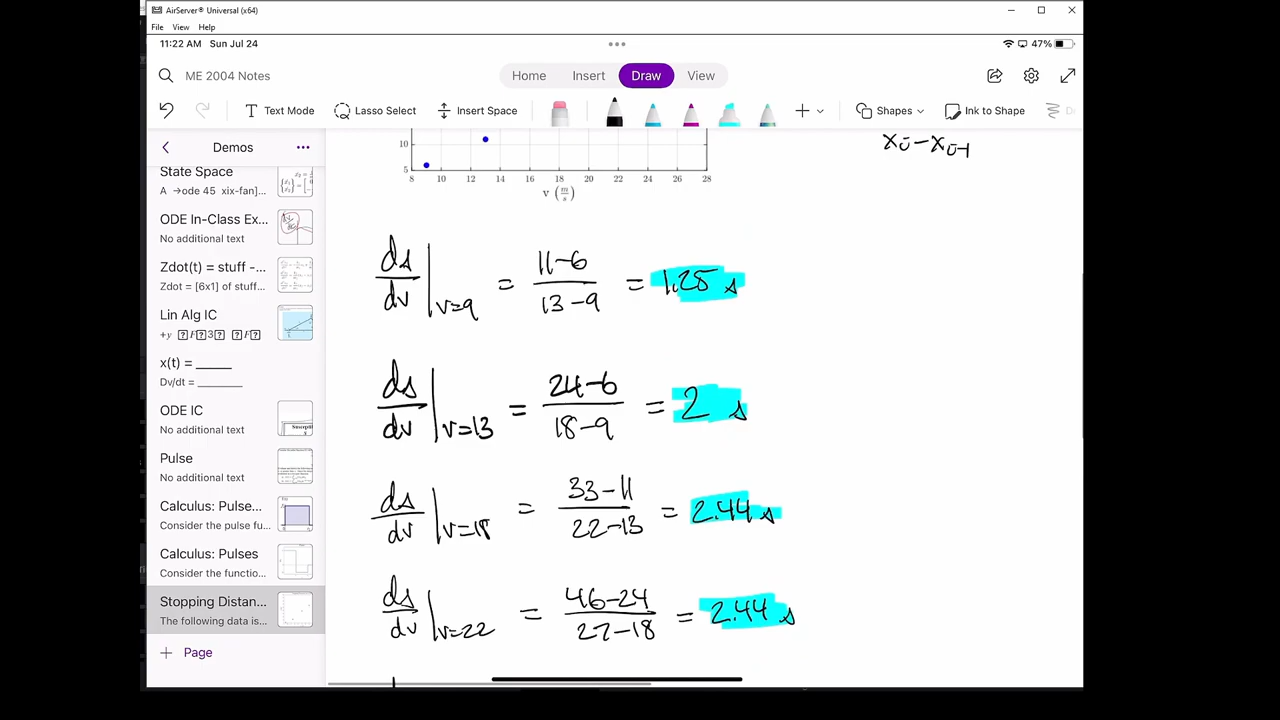 AirServer® Universal (x64)
File View Help
11:22 AM Sun Jul 24
47%
ME 2004 Notes
Home Insert Draw View
Text Mode Lasso Select Insert Space Shapes Ink to Shape
Demos
State Space
A →ode 45 xix-fan]...
ODE In-Class Ex...
No additional text
Zdot(t) = stuff -...
Zdot = [6x1] of stuff...
Lin Alg IC
x(t) = _____
Dv/dt = ________
ODE IC
No additional text
Pulse
No additional text
Calculus: Pulse...
Consider the pulse fu...
Calculus: Pulses
Consider the functio...
Stopping Distan...
The following data is...
+ Page
10
5
8 10 12 14 16 18 20 22 24 26 28
v (m/s)
xᵢ - xᵢ₋₁
ds/dv |v=9 = 11-6/13-9 = 1.25 s
ds/dv |v=13 = 24-6/18-9 = 2 s
ds/dv |v=18 = 33-11/22-13 = 2.44 s
ds/dv |v=22 = 46-24/27-18 = 2.44 s